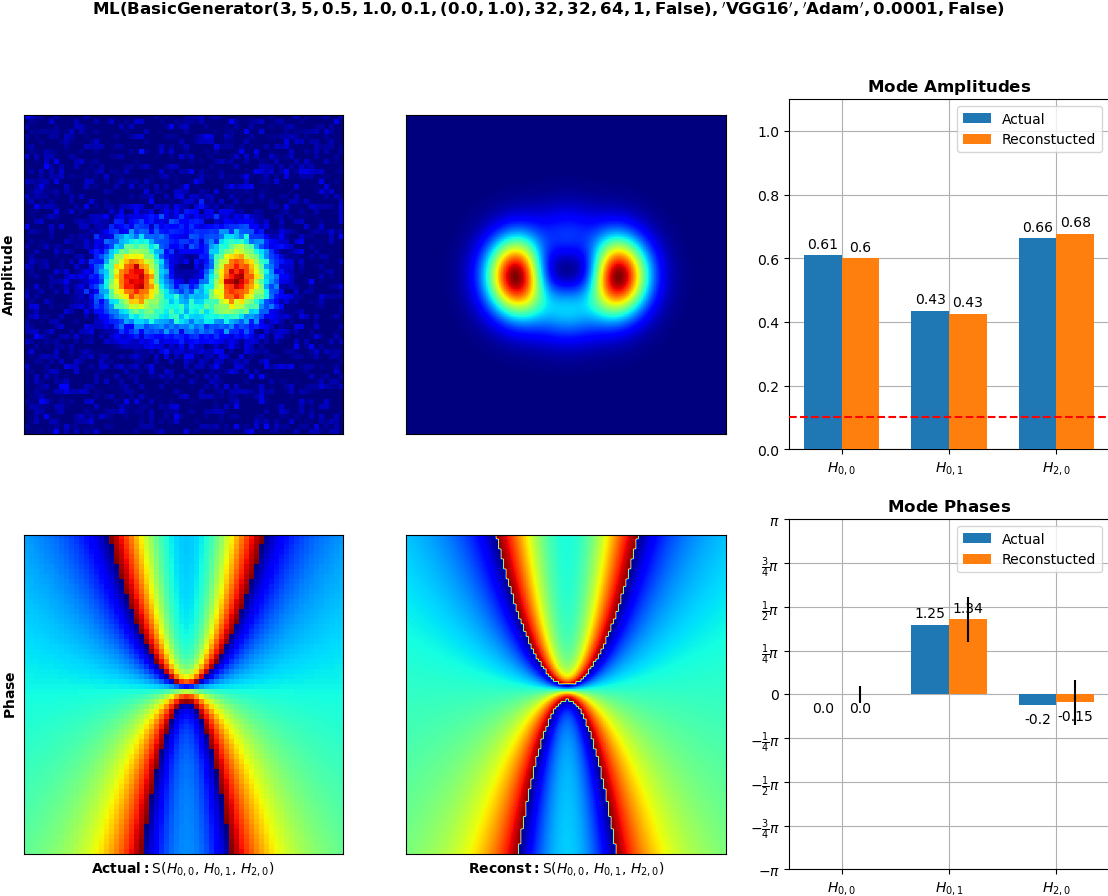 ML(BasicGenerator(3, 5, 0.5, 1.0, 0.1, (0.0, 1.0), 32, 32, 64, 1, False), ′VGG16′, ′Adam′, 0.0001, False)
Amplitude
Mode Amplitudes
Actual
Reconstucted
1.0
0.8
0.6
0.4
0.2
0.0
0.61
0.6
0.43
0.43
0.66
0.68
H0,0
H0,1
H2,0
Phase
Actual: S(H0,0, H0,1, H2,0)
Reconst: S(H0,0, H0,1, H2,0)
Mode Phases
Actual
Reconstucted
π
3/4π
1/2π
1/4π
0
−1/4π
−1/2π
−3/4π
−π
0.0
0.0
1.25
1.34
-0.2
-0.15
H0,0
H0,1
H2,0